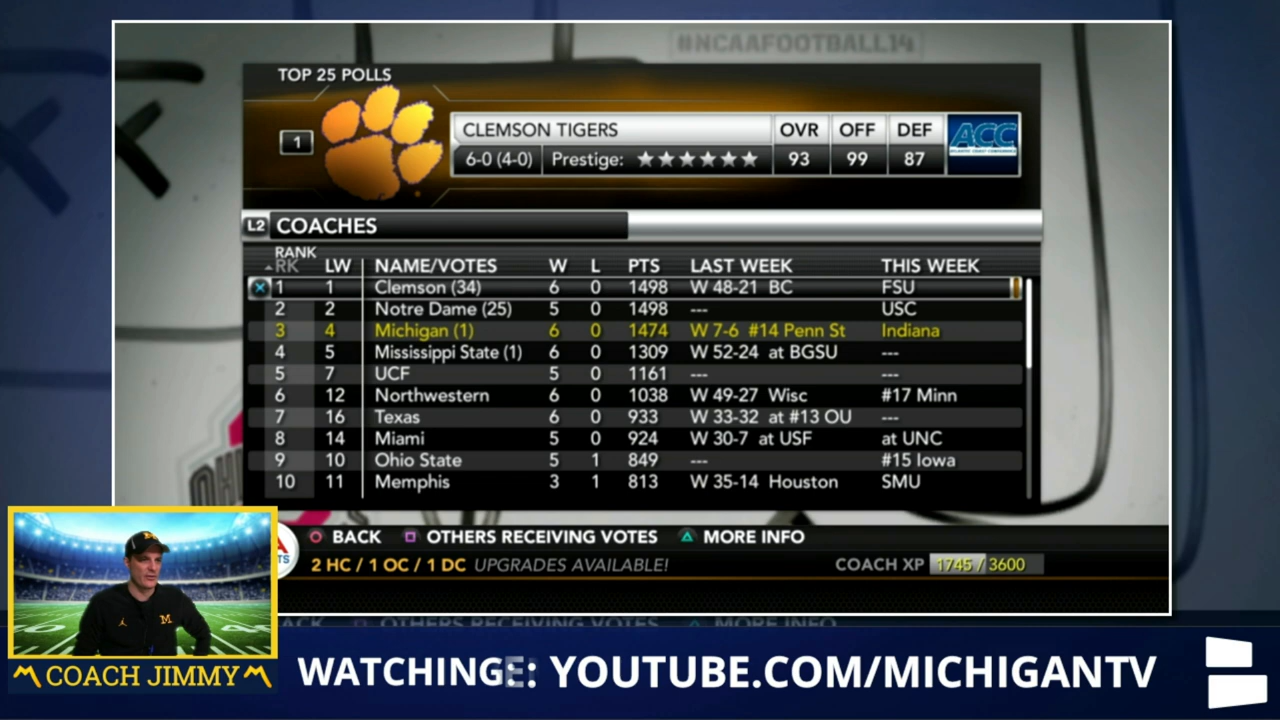 #NCAAFOOTBALL14
TOP 25 POLLS
1
CLEMSON TIGERS OVR OFF DEF ACC
6-0 (4-0) Prestige: ★★★★★★ 93 99 87
L2 COACHES
RANK
RK LW NAME/VOTES W L PTS LAST WEEK THIS WEEK
1 1 Clemson (34) 6 0 1498 W 48-21 BC FSU
2 2 Notre Dame (25) 5 0 1498 --- USC
3 4 Michigan (1) 6 0 1474 W 7-6 #14 Penn St Indiana
4 5 Mississippi State (1) 6 0 1309 W 52-24 at BGSU ---
5 7 UCF 5 0 1161 --- ---
6 12 Northwestern 6 0 1038 W 49-27 Wisc #17 Minn
7 16 Texas 6 0 933 W 33-32 at #13 OU ---
8 14 Miami 5 0 924 W 30-7 at USF at UNC
9 10 Ohio State 5 1 849 --- #15 Iowa
10 11 Memphis 3 1 813 W 35-14 Houston SMU
BACK OTHERS RECEIVING VOTES MORE INFO
2 HC / 1 OC / 1 DC UPGRADES AVAILABLE! COACH XP 1745 / 3600
OTHERS RECEIVING VOTES MORE INFO
COACH JIMMY
WATCHING: YOUTUBE.COM/MICHIGANTV